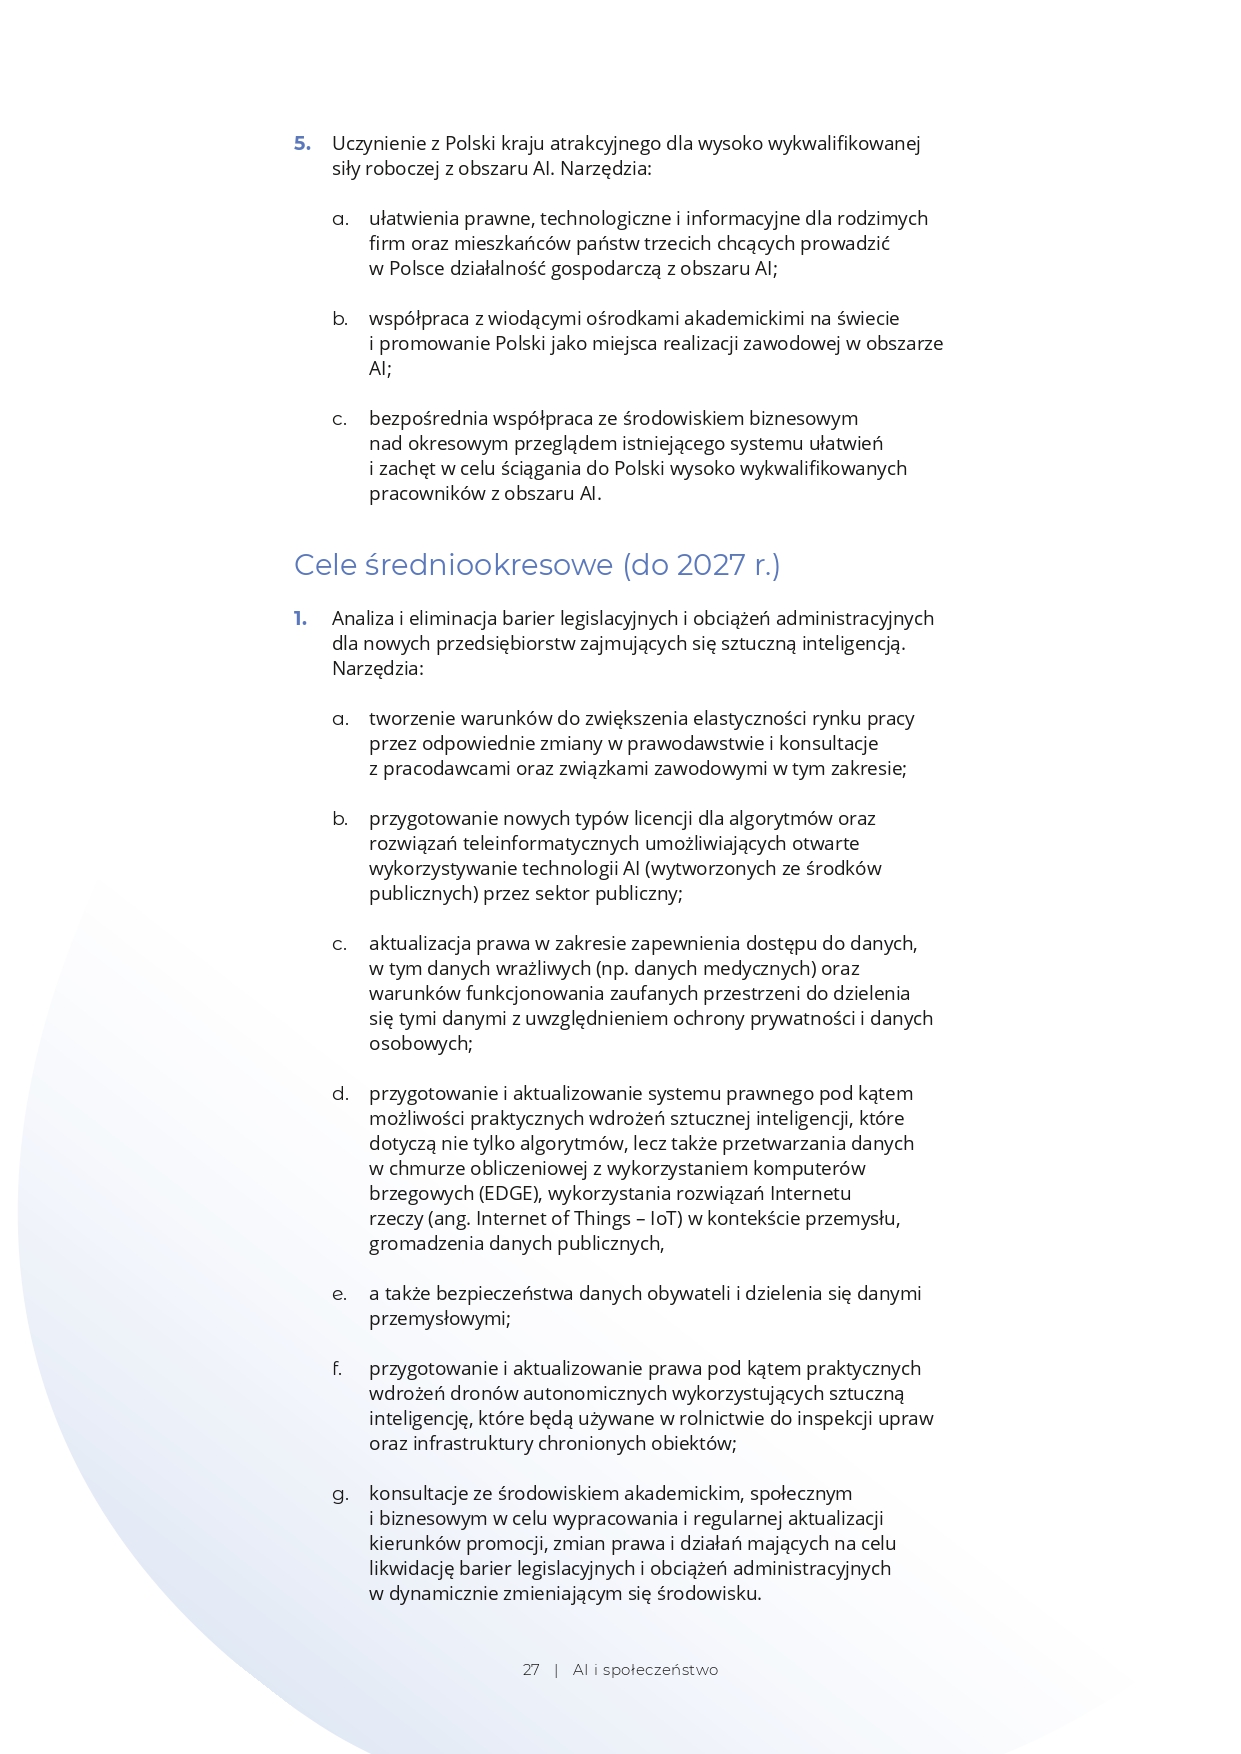 5. Uczynienie z Polski kraju atrakcyjnego dla wysoko wykwalifikowanej
siły roboczej z obszaru AI. Narzędzia:
a. ułatwienia prawne, technologiczne i informacyjne dla rodzimych
firm oraz mieszkańców państw trzecich chcących prowadzić
w Polsce działalność gospodarczą z obszaru AI;
b. współpraca z wiodącymi ośrodkami akademickimi na świecie
i promowanie Polski jako miejsca realizacji zawodowej w obszarze
AI;
c. bezpośrednia współpraca ze środowiskiem biznesowym
nad okresowym przeglądem istniejącego systemu ułatwień
i zachęt w celu ściągania do Polski wysoko wykwalifikowanych
pracowników z obszaru AI.
Cele średniookresowe (do 2027 r.)
1. Analiza i eliminacja barier legislacyjnych i obciążeń administracyjnych
dla nowych przedsiębiorstw zajmujących się sztuczną inteligencją.
Narzędzia:
a. tworzenie warunków do zwiększenia elastyczności rynku pracy
przez odpowiednie zmiany w prawodawstwie i konsultacje
z pracodawcami oraz związkami zawodowymi w tym zakresie;
b. przygotowanie nowych typów licencji dla algorytmów oraz
rozwiązań teleinformatycznych umożliwiających otwarte
wykorzystywanie technologii AI (wytworzonych ze środków
publicznych) przez sektor publiczny;
c. aktualizacja prawa w zakresie zapewnienia dostępu do danych,
w tym danych wrażliwych (np. danych medycznych) oraz
warunków funkcjonowania zaufanych przestrzeni do dzielenia
się tymi danymi z uwzględnieniem ochrony prywatności i danych
osobowych;
d. przygotowanie i aktualizowanie systemu prawnego pod kątem
możliwości praktycznych wdrożeń sztucznej inteligencji, które
dotyczą nie tylko algorytmów, lecz także przetwarzania danych
w chmurze obliczeniowej z wykorzystaniem komputerów
brzegowych (EDGE), wykorzystania rozwiązań Internetu
rzeczy (ang. Internet of Things – IoT) w kontekście przemysłu,
gromadzenia danych publicznych,
e. a także bezpieczeństwa danych obywateli i dzielenia się danymi
przemysłowymi;
f. przygotowanie i aktualizowanie prawa pod kątem praktycznych
wdrożeń dronów autonomicznych wykorzystujących sztuczną
inteligencję, które będą używane w rolnictwie do inspekcji upraw
oraz infrastruktury chronionych obiektów;
g. konsultacje ze środowiskiem akademickim, społecznym
i biznesowym w celu wypracowania i regularnej aktualizacji
kierunków promocji, zmian prawa i działań mających na celu
likwidację barier legislacyjnych i obciążeń administracyjnych
w dynamicznie zmieniającym się środowisku.
27 | AI i społeczeństwo